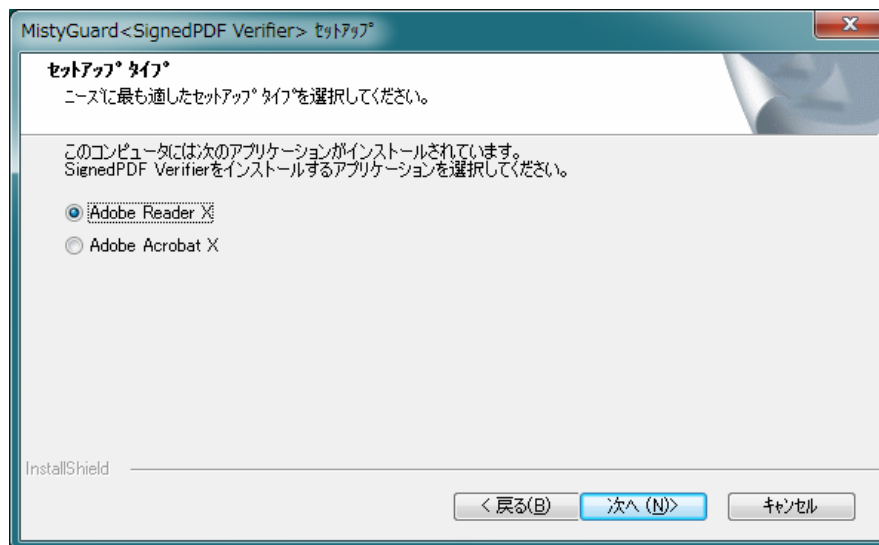 MistyGuard<SignedPDF Verifier> ｾｯﾄｱｯﾌﾟ
ｾｯﾄｱｯﾌﾟ ﾀｲﾌﾟ
ニーズに最も適したｾｯﾄｱｯﾌﾟ ﾀｲﾌﾟを選択してください。
このコンピュータには次のアプリケーションがインストールされています。
SignedPDF Verifierをインストールするアプリケーションを選択してください。
Adobe Reader X
Adobe Acrobat X
InstallShield
< 戻る(B)
次へ (N)>
ｷｬﾝｾﾙ